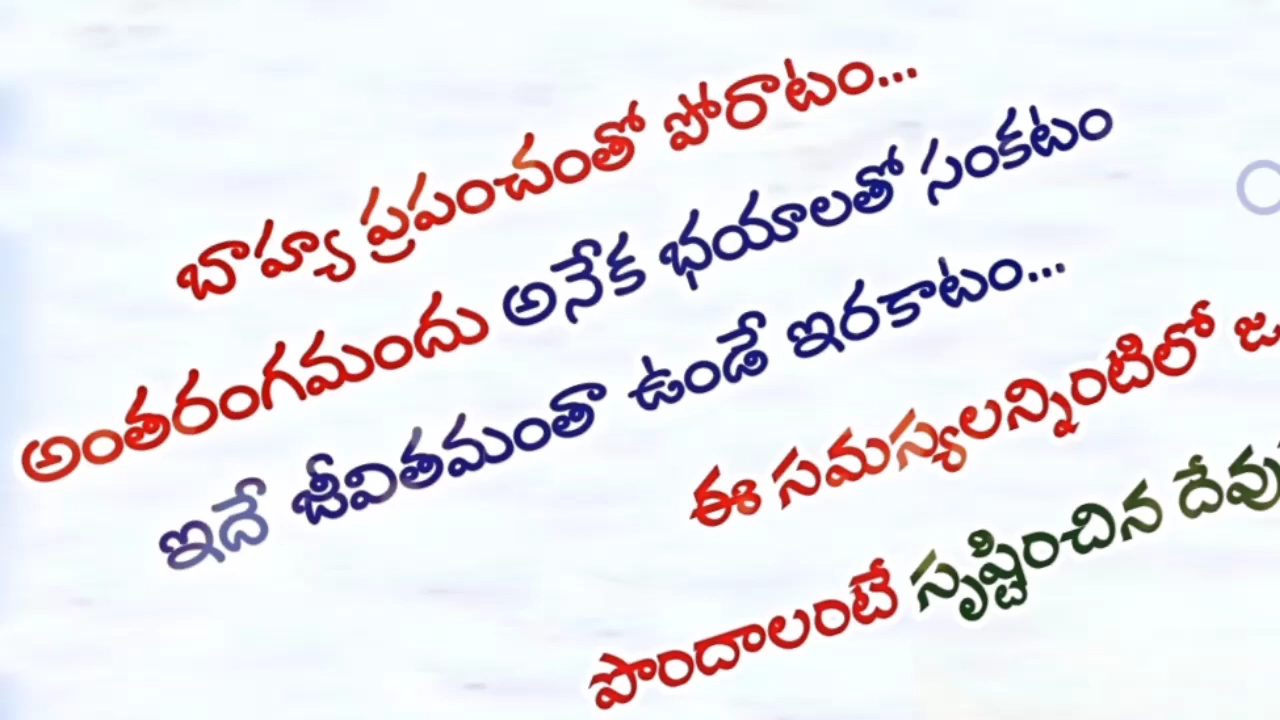 బాహ్య ప్రపంచంతో పోరాటం...
అంతరంగమందు అనేక భయాలతో సంకటం
ఇదే జీవితమంతా ఉండే ఇరకాటం...
ఈ సమస్యలన్నింటిలో
పొందాలంటే సృష్టించిన